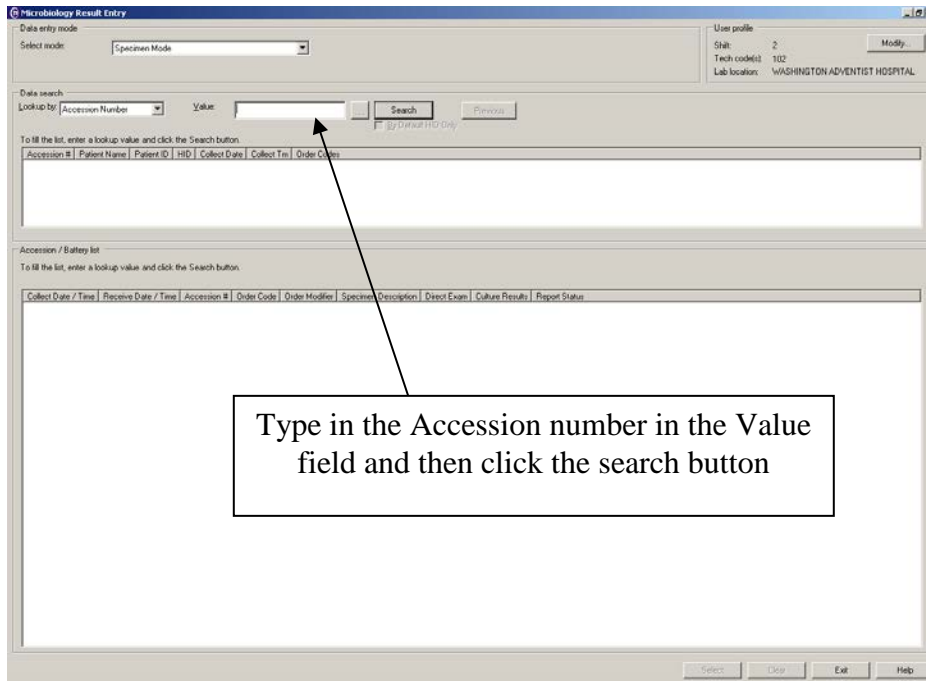 Microbiology Result Entry
Data entry mode
Select mode: Specimen Mode
User profile
Shift: 2 Modify...
Tech code(s): 102
Lab location: WASHINGTON ADVENTIST HOSPITAL
Data search
Lookup by: Accession Number Value: ... Search Previous
By Default HID Only
To fill the list, enter a lookup value and click the Search button.
Accession # Patient Name Patient ID HID Collect Date Collect Tm Order Codes
Accession / Battery list
To fill the list, enter a lookup value and click the Search button.
Collect Date / Time Receive Date / Time Accession # Order Code Order Modifier Specimen Description Direct Exam Culture Results Report Status
Type in the Accession number in the Value
field and then click the search button
Select Clear Exit Help